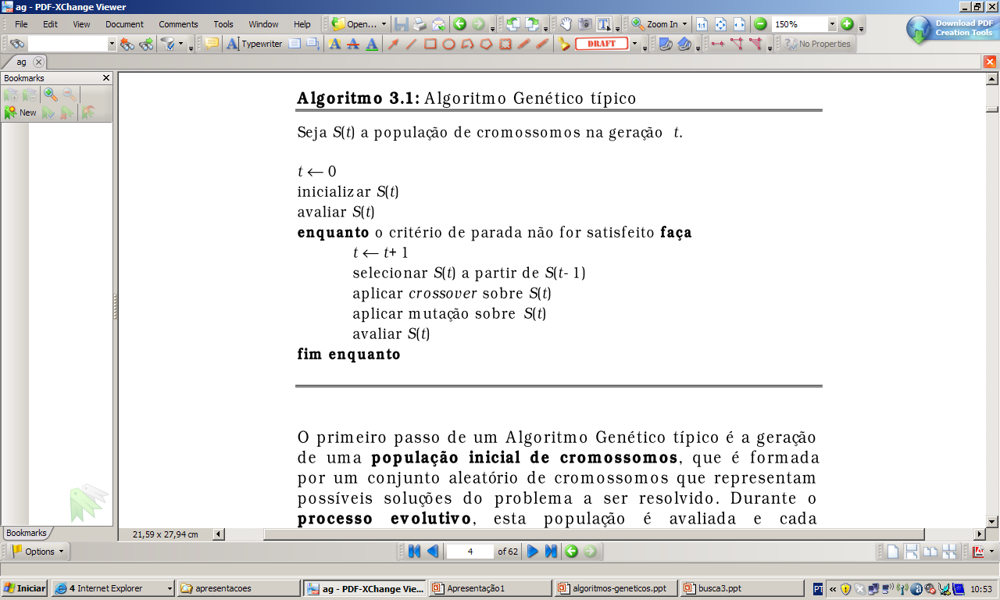 ag - PDF-XChange Viewer
File Edit View Document Comments Tools Window Help Open... Zoom In 150% Download PDF
Creation Tools
Typewriter DRAFT No Properties
ag
Bookmarks
New
Algoritmo 3.1: Algoritmo Genético típico
Seja S(t) a população de cromossomos na geração t.
t ← 0
inicializar S(t)
avaliar S(t)
enquanto o critério de parada não for satisfeito faça
t ← t+ 1
selecionar S(t) a partir de S(t- 1)
aplicar crossover sobre S(t)
aplicar mutação sobre S(t)
avaliar S(t)
fim enquanto
O primeiro passo de um Algoritmo Genético típico é a geração
de uma população inicial de cromossomos, que é formada
por um conjunto aleatório de cromossomos que representam
possíveis soluções do problema a ser resolvido. Durante o
processo evolutivo, esta população é avaliada e cada
Bookmarks
21,59 x 27,94 cm
Options 4 of 62
Iniciar 4 Internet Explorer apresentacoes ag - PDF-XChange Vie... Apresentação1 algoritmos-geneticos.ppt busca3.ppt PT « 10:53